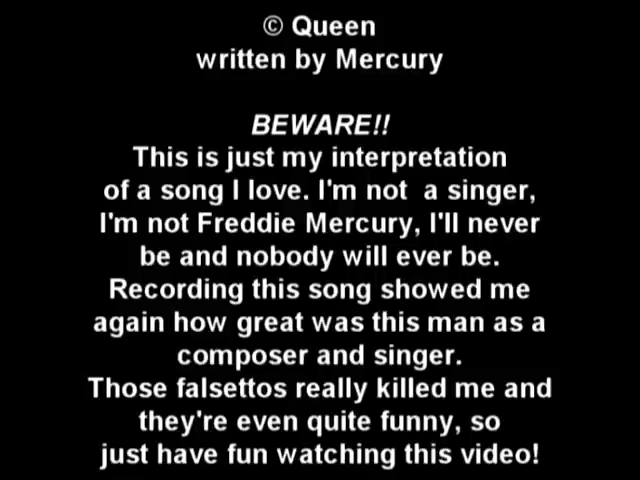 © Queen
written by Mercury
BEWARE!!
This is just my interpretation
of a song I love. I'm not a singer,
I'm not Freddie Mercury, I'll never
be and nobody will ever be.
Recording this song showed me
again how great was this man as a
composer and singer.
Those falsettos really killed me and
they're even quite funny, so
just have fun watching this video!